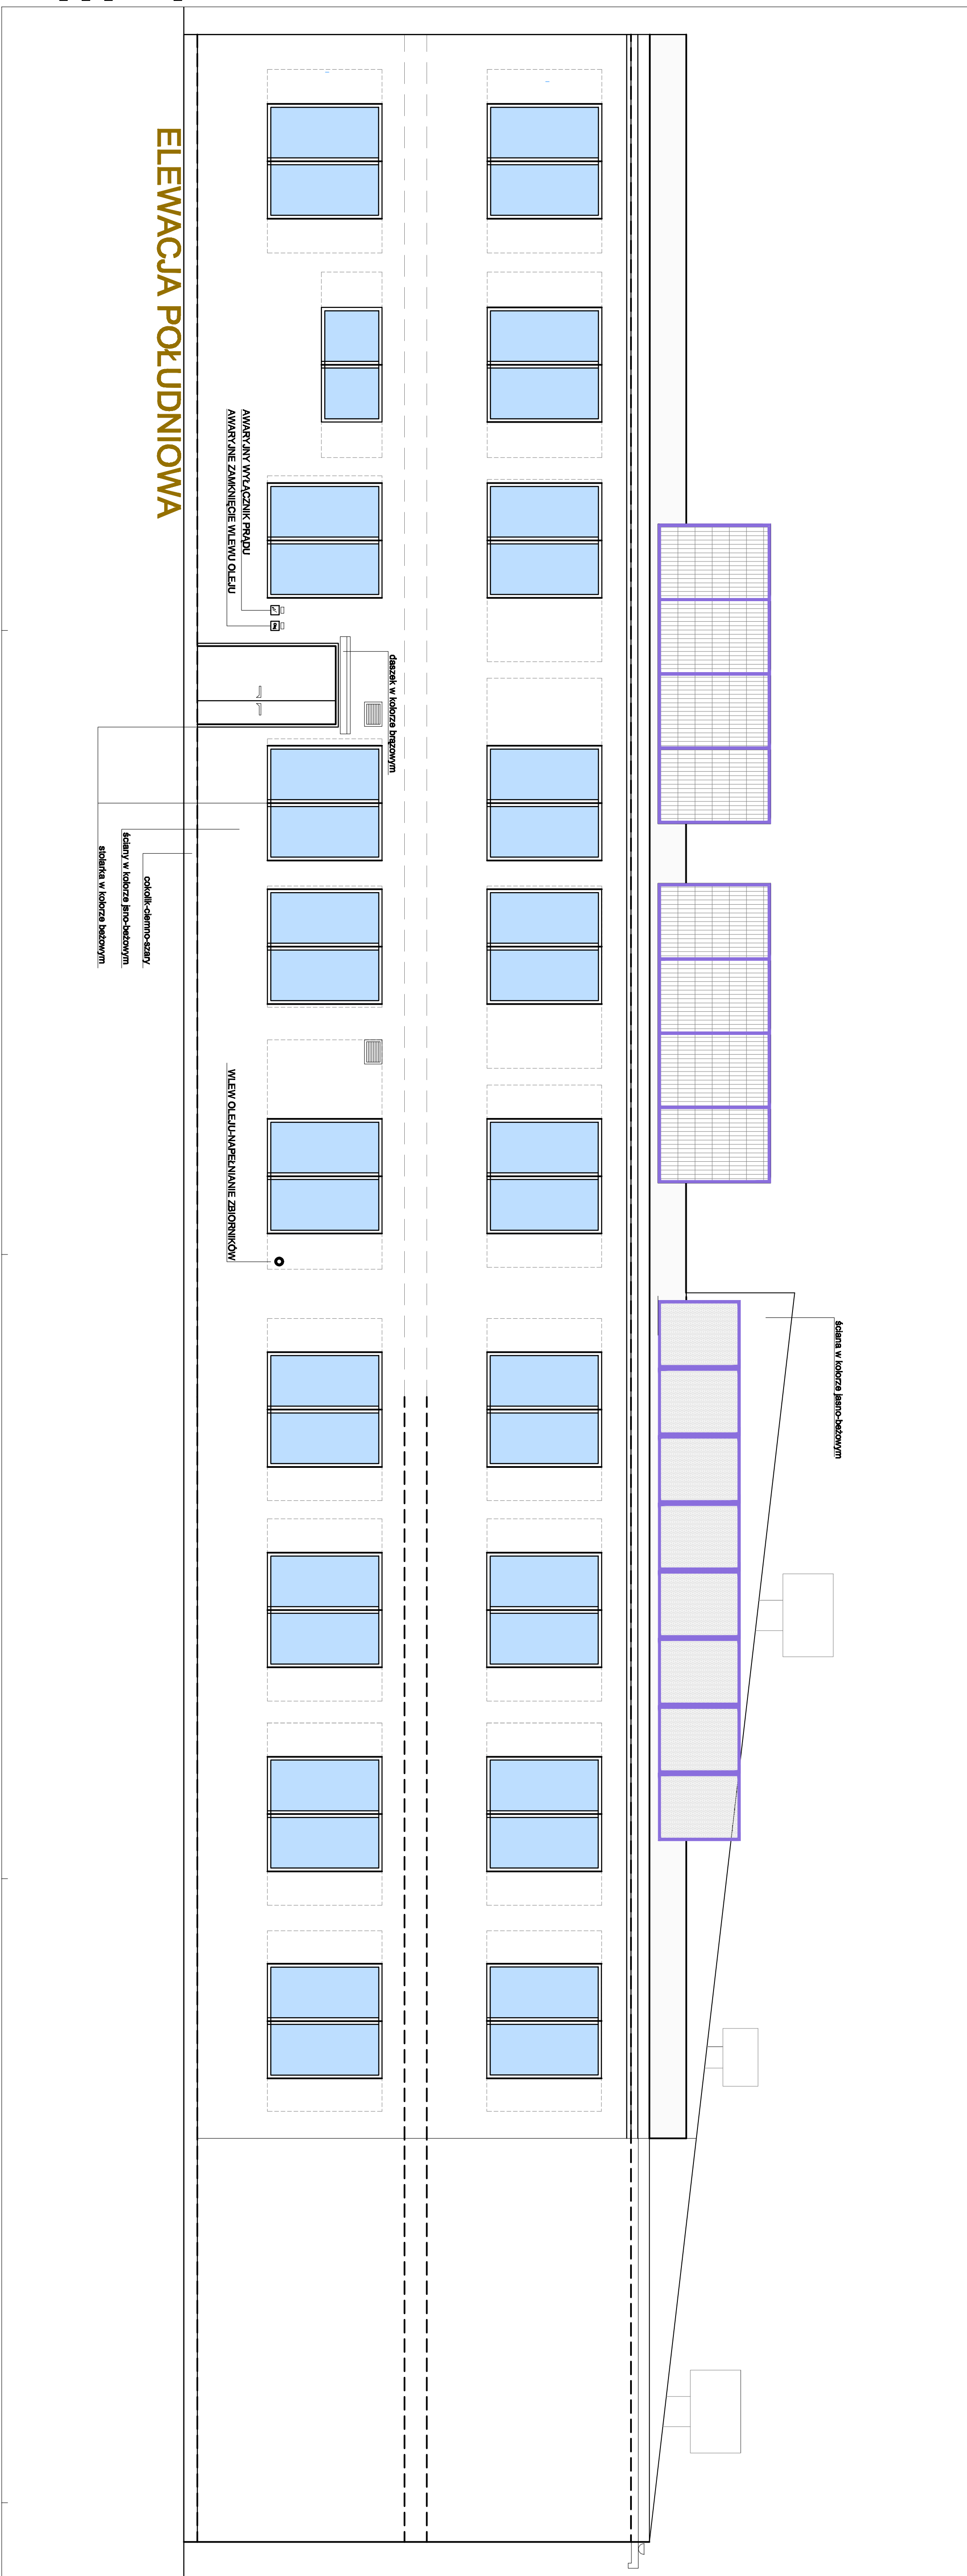 ściana w kolorze jasno-beżowym
daszek w kolorze brązowym
AWARYJNY WYŁĄCZNIK PRĄDU
AWARYJNE ZAMKNIĘCIE WLEWU OLEJU
WLEW OLEJU-NAPEŁNIANIE ZBIORNIKÓW
ELEWACJA POŁUDNIOWA
cokolik-ciemno-szary
ściany w kolorze jsno-beżowym
stolarka w kolorze beżowym